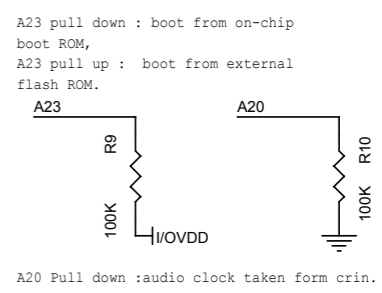 A23 pull down : boot from on-chip
boot ROM,
A23 pull up :  boot from external
flash ROM.
A23
A20
R9
R10
100K
100K
I/OVDD
A20 Pull down :audio clock taken form crin.